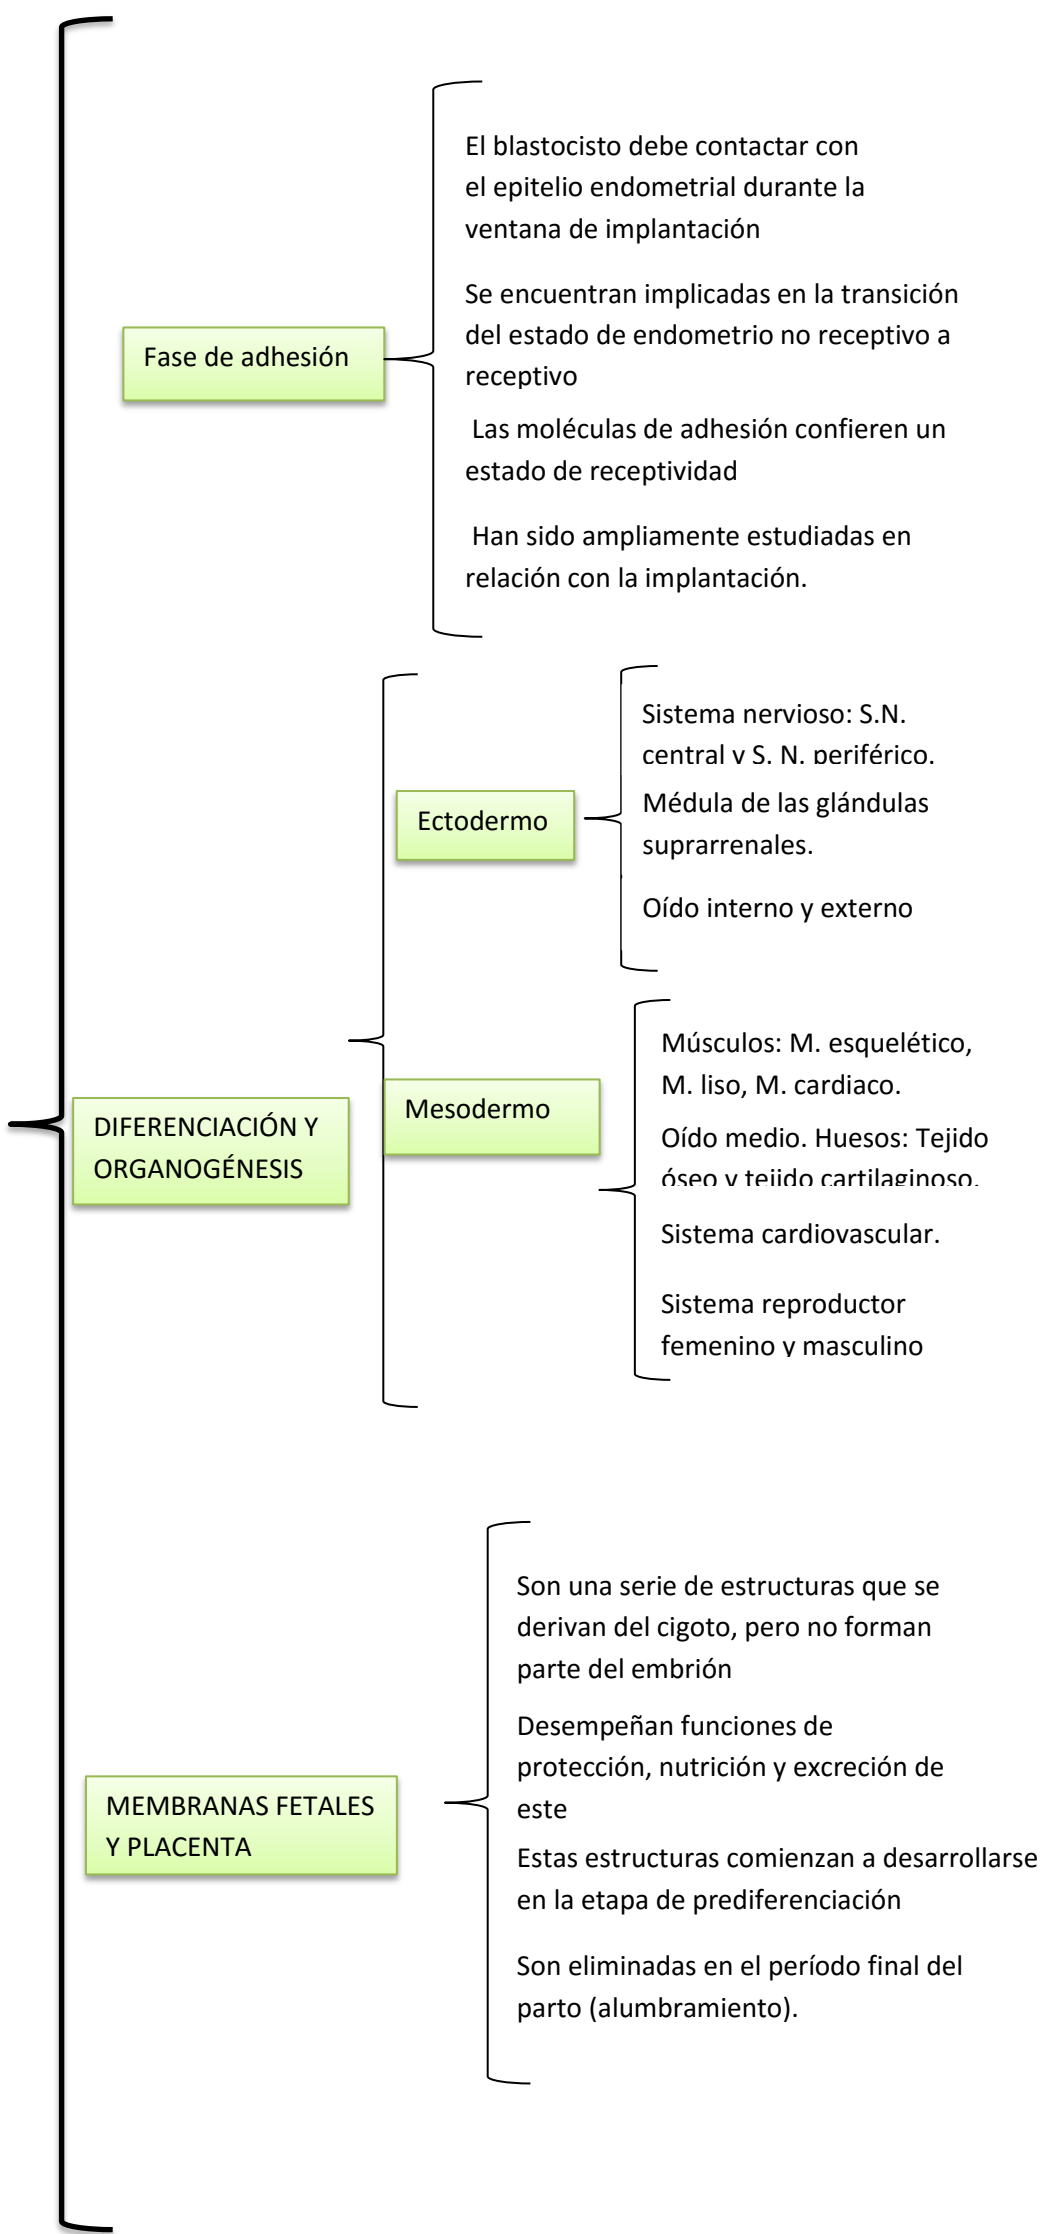 El blastocisto debe contactar con
el epitelio endometrial durante la
ventana de implantación
Se encuentran implicadas en la transición
del estado de endometrio no receptivo a
receptivo
Fase de adhesión
Las moléculas de adhesión confieren un
estado de receptividad
Han sido ampliamente estudiadas en
relación con la implantación.
Sistema nervioso: S.N.
central y S. N. periférico.
Ectodermo
Médula de las glándulas
suprarrenales.
Oído interno y externo
Músculos: M. esquelético,
M. liso, M. cardiaco.
Mesodermo
DIFERENCIACIÓN Y
ORGANOGÉNESIS
Oído medio. Huesos: Tejido
óseo y tejido cartilaginoso.
Sistema cardiovascular.
Sistema reproductor
femenino y masculino
Son una serie de estructuras que se
derivan del cigoto, pero no forman
parte del embrión
Desempeñan funciones de
protección, nutrición y excreción de
este
MEMBRANAS FETALES
Y PLACENTA
Estas estructuras comienzan a desarrollarse
en la etapa de prediferenciación
Son eliminadas en el período final del
parto (alumbramiento).